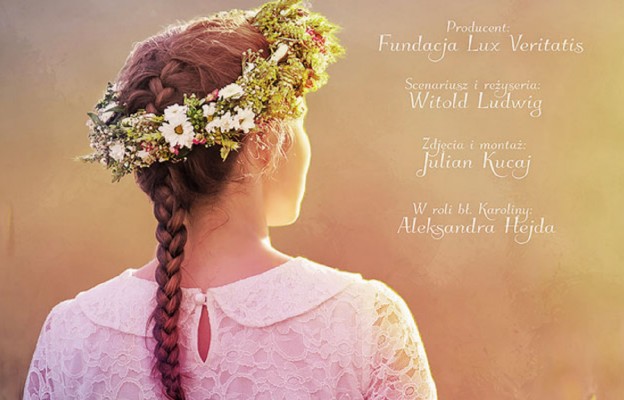 Producent:
Fundacja Lux Veritatis
Scenariusz i reżyseria:
Witold Ludwig
Zdjęcia i montaż:
Julian Kucaj
W roli bł. Karoliny:
Aleksandra Hejda